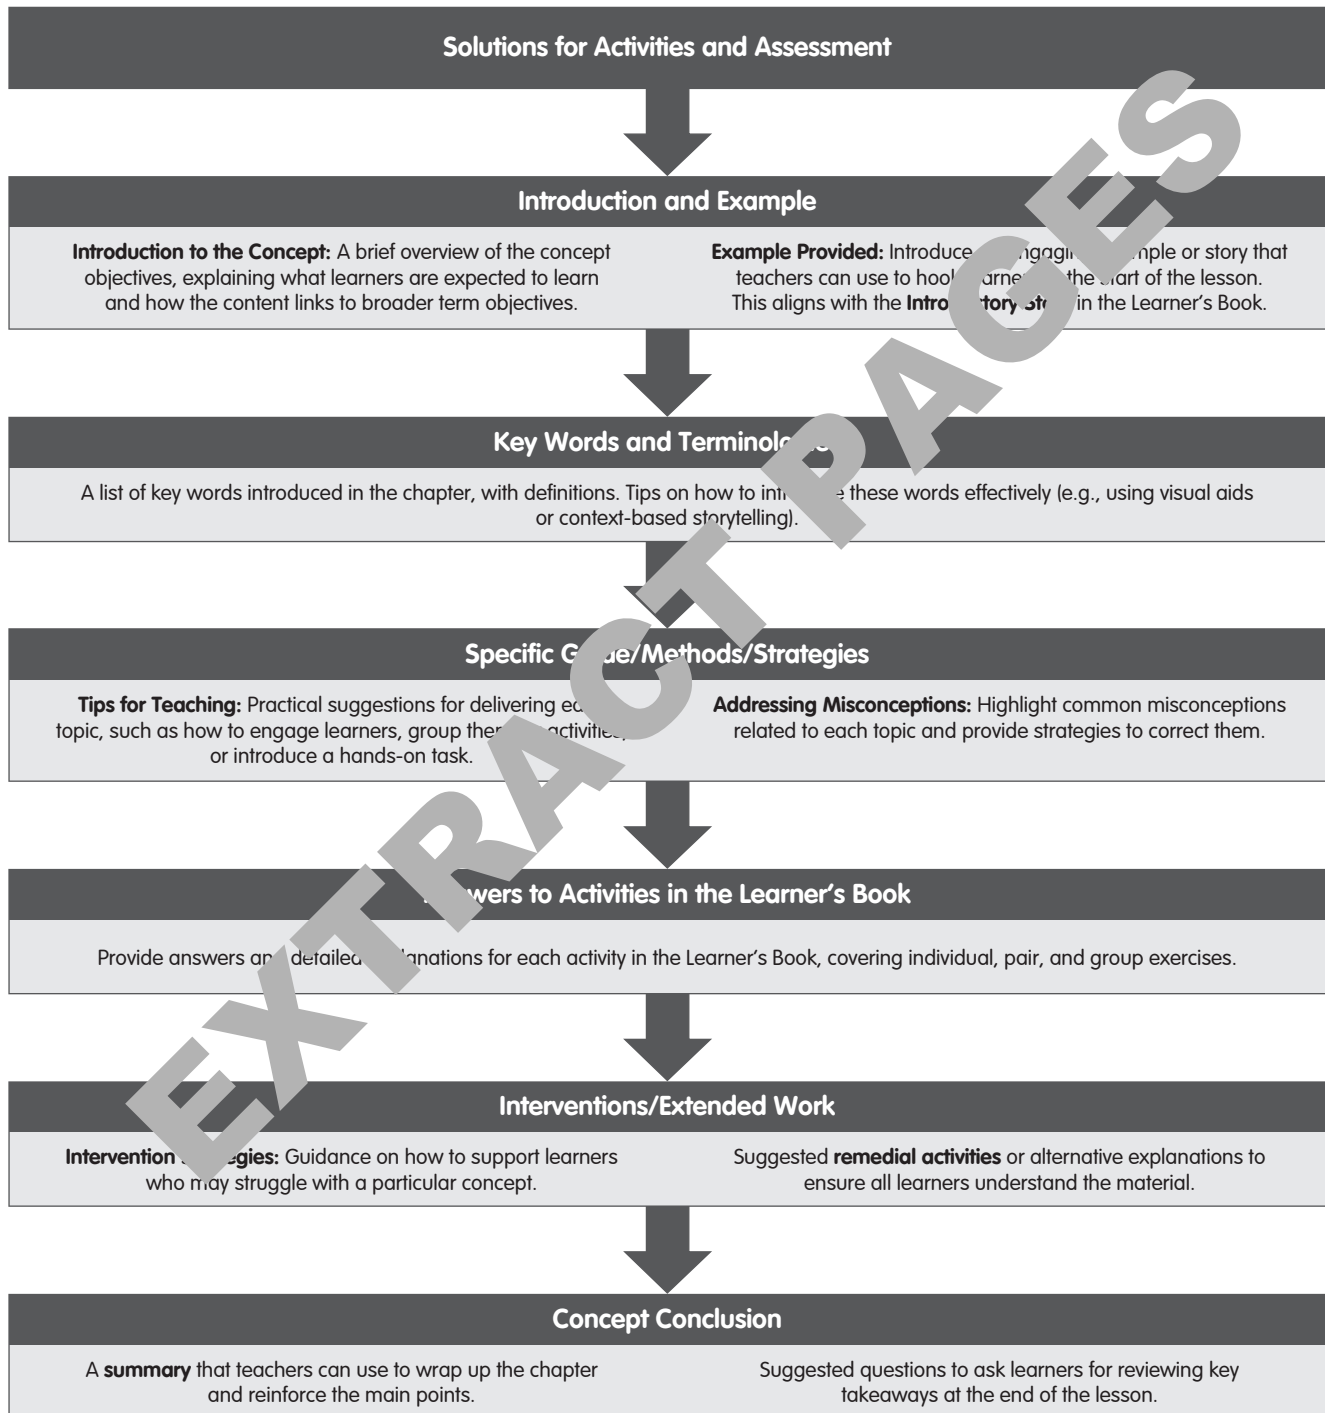 Solutions for Activities and Assessment
Introduction and Example
Introduction to the Concept: A brief overview of the concept
objectives, explaining what learners are expected to learn
and how the content links to broader term objectives.
Example Provided: Introduce or story that
teachers can use to the start of the lesson.
This aligns with the in the Learner's Book.
Key Words and
A list of key words introduced in the chapter, with definitions. Tips on how to these words effectively (e.g., using visual aids
or context-based storytelling).
Specific /Methods/Strategies
Tips for Teaching: Practical suggestions for delivering
topic, such as how to engage learners, group activities,
or introduce a hands-on task.
Addressing Misconceptions: Highlight common misconceptions
related to each topic and provide strategies to correct them.
to Activities in the Learner's Book
Provide answers detailed for each activity in the Learner's Book, covering individual, pair, and group exercises.
Interventions/Extended Work
Intervention : Guidance on how to support learners
who may struggle with a particular concept.
Suggested remedial activities or alternative explanations to
ensure all learners understand the material.
Concept Conclusion
A summary that teachers can use to wrap up the chapter
and reinforce the main points.
Suggested questions to ask learners for reviewing key
takeaways at the end of the lesson.
EXTRACT PAGES